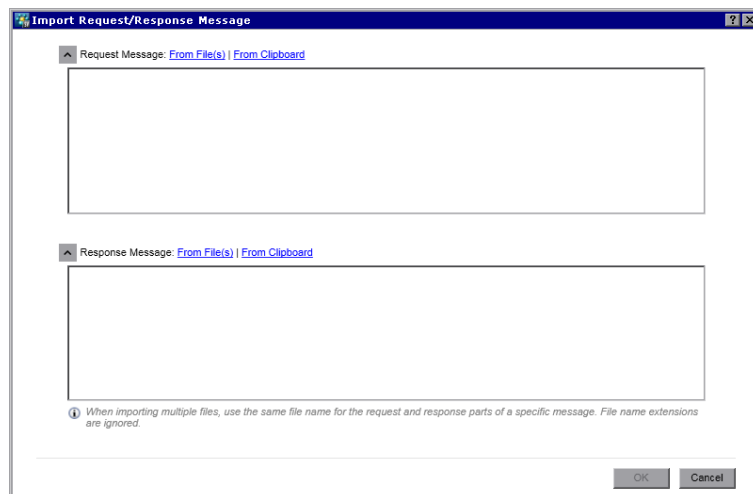 Import Request/Response Message
Request Message: From File(s) | From Clipboard
Response Message: From File(s) | From Clipboard
When importing multiple files, use the same file name for the request and response parts of a specific message. File name extensions
are ignored.
OK Cancel